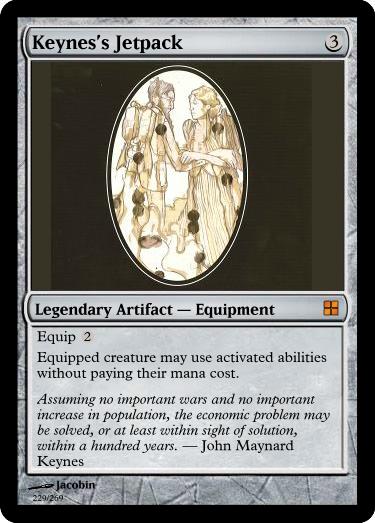 Keynes's Jetpack 3
Legendary Artifact — Equipment
Equip 2
Equipped creature may use activated abilities
without paying their mana cost.
Assuming no important wars and no important
increase in population, the economic problem may
be solved, or at least within sight of solution,
within a hundred years. — John Maynard
Keynes
Jacobin
229/269